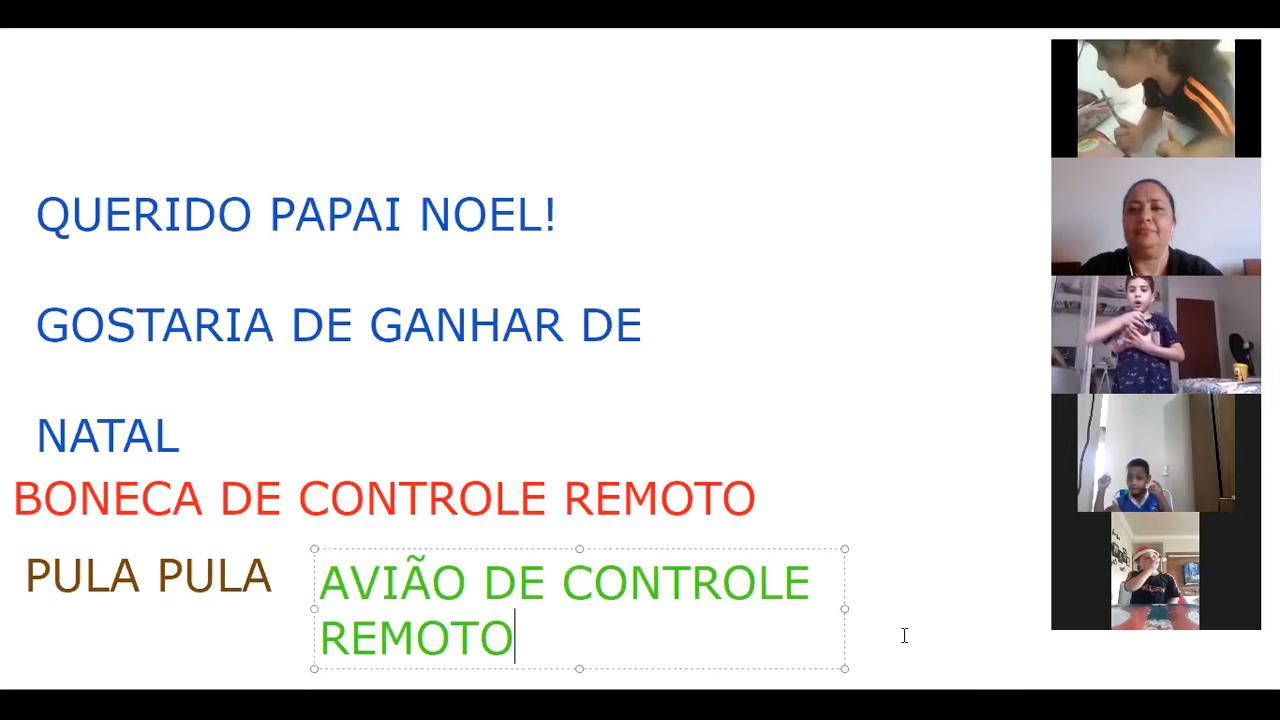 QUERIDO PAPAI NOEL!
GOSTARIA DE GANHAR DE
NATAL
BONECA DE CONTROLE REMOTO
PULA PULA
AVIÃO DE CONTROLE
REMOTO